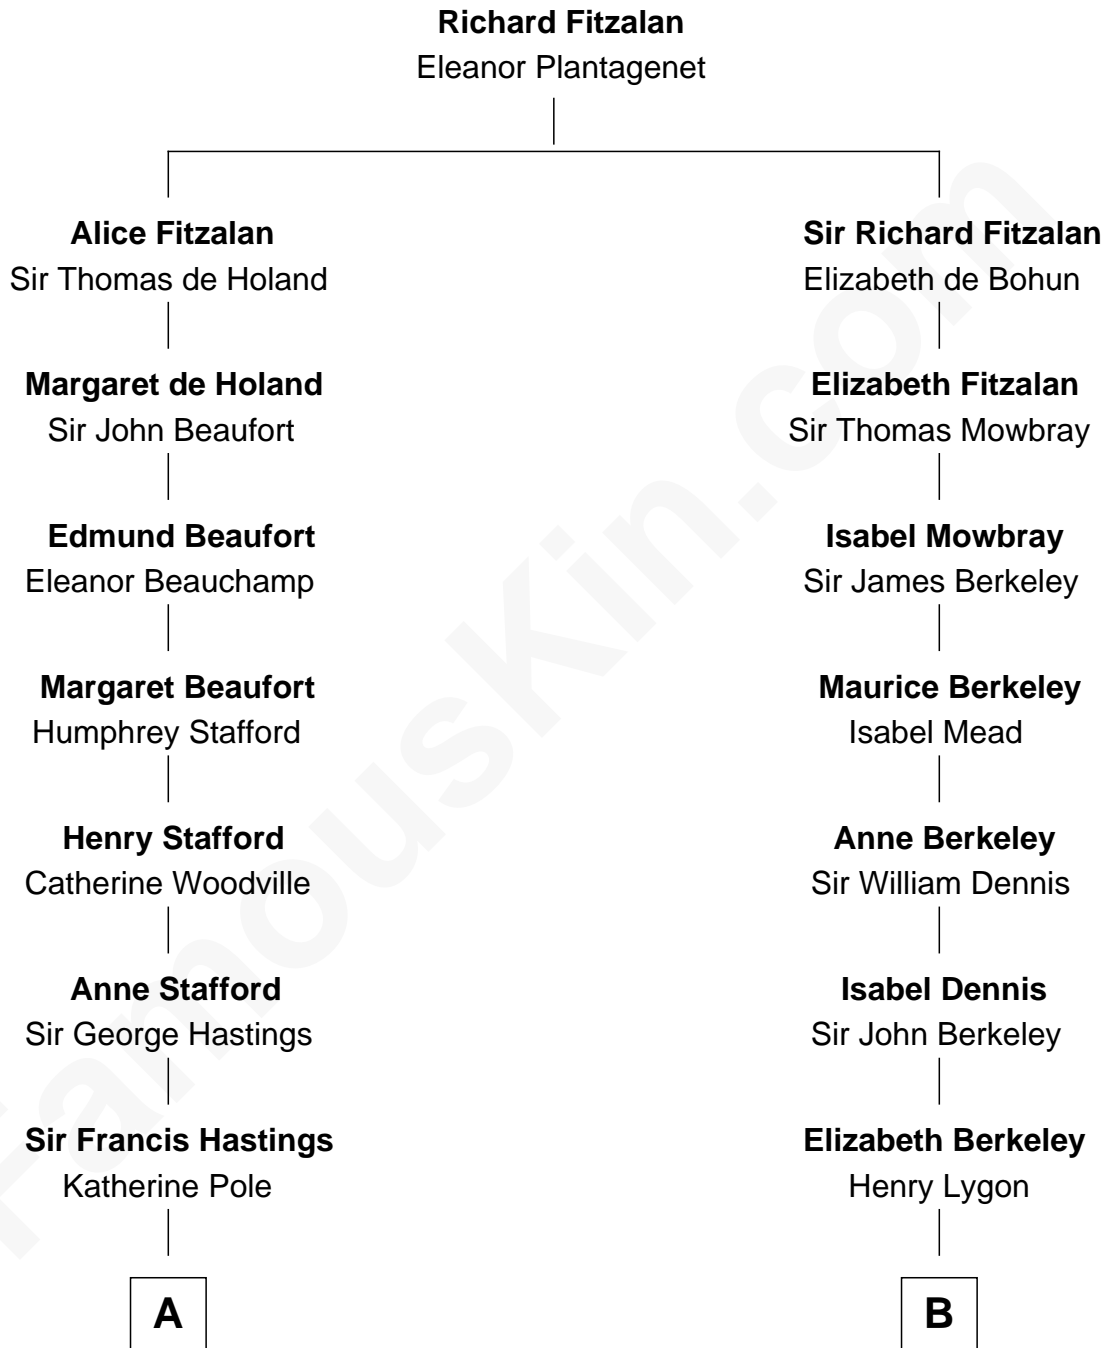 Richard Fitzalan
Eleanor Plantagenet
Alice Fitzalan
Sir Thomas de Holand
Margaret de Holand
Sir John Beaufort
Edmund Beaufort
Eleanor Beauchamp
Margaret Beaufort
Humphrey Stafford
Henry Stafford
Catherine Woodville
Anne Stafford
Sir George Hastings
Sir Francis Hastings
Katherine Pole
A
Sir Richard Fitzalan
Elizabeth de Bohun
Elizabeth Fitzalan
Sir Thomas Mowbray
Isabel Mowbray
Sir James Berkeley
Maurice Berkeley
Isabel Mead
Anne Berkeley
Sir William Dennis
Isabel Dennis
Sir John Berkeley
Elizabeth Berkeley
Henry Lygon
B
FamousKin.com